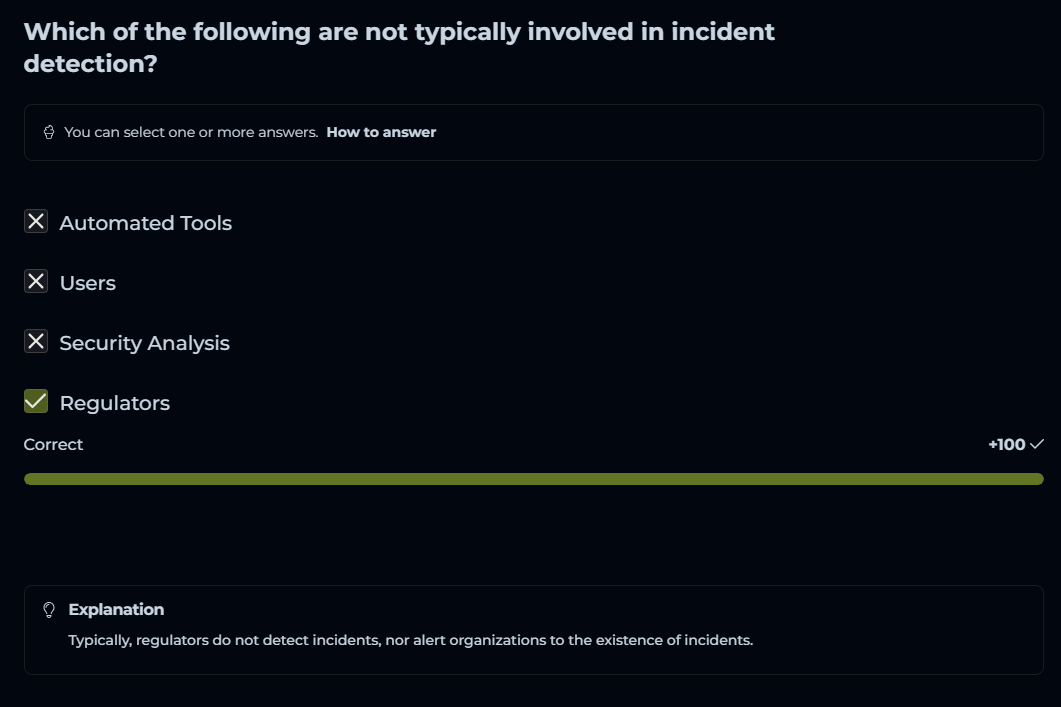 Which of the following are not typically involved in incident
detection?
You can select one or more answers. How to answer
Automated Tools
Users
Security Analysis
Regulators
Correct
+100
Explanation
Typically, regulators do not detect incidents, nor alert organizations to the existence of incidents.